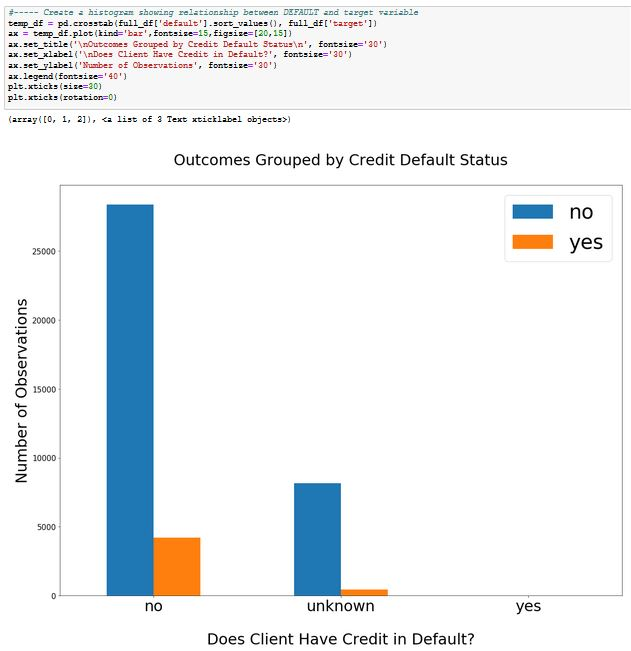 #----- Create a histogram showing relationship between DEFAULT and target variable
temp_df = pd.crosstab(full_df['default'].sort_values(), full_df['target'])
ax = temp_df.plot(kind='bar',fontsize=15,figsize=[20,15])
ax.set_title('\nOutcomes Grouped by Credit Default Status\n', fontsize='30')
ax.set_xlabel('\nDoes Client Have Credit in Default?', fontsize='30')
ax.set_ylabel('Number of Observations', fontsize='30')
ax.legend(fontsize='40')
plt.xticks(size=30)
plt.xticks(rotation=0)
(array([0, 1, 2]), <a list of 3 Text xticklabel objects>)
Outcomes Grouped by Credit Default Status
no
yes
Number of Observations
25000
20000
15000
10000
5000
0
no unknown yes
Does Client Have Credit in Default?